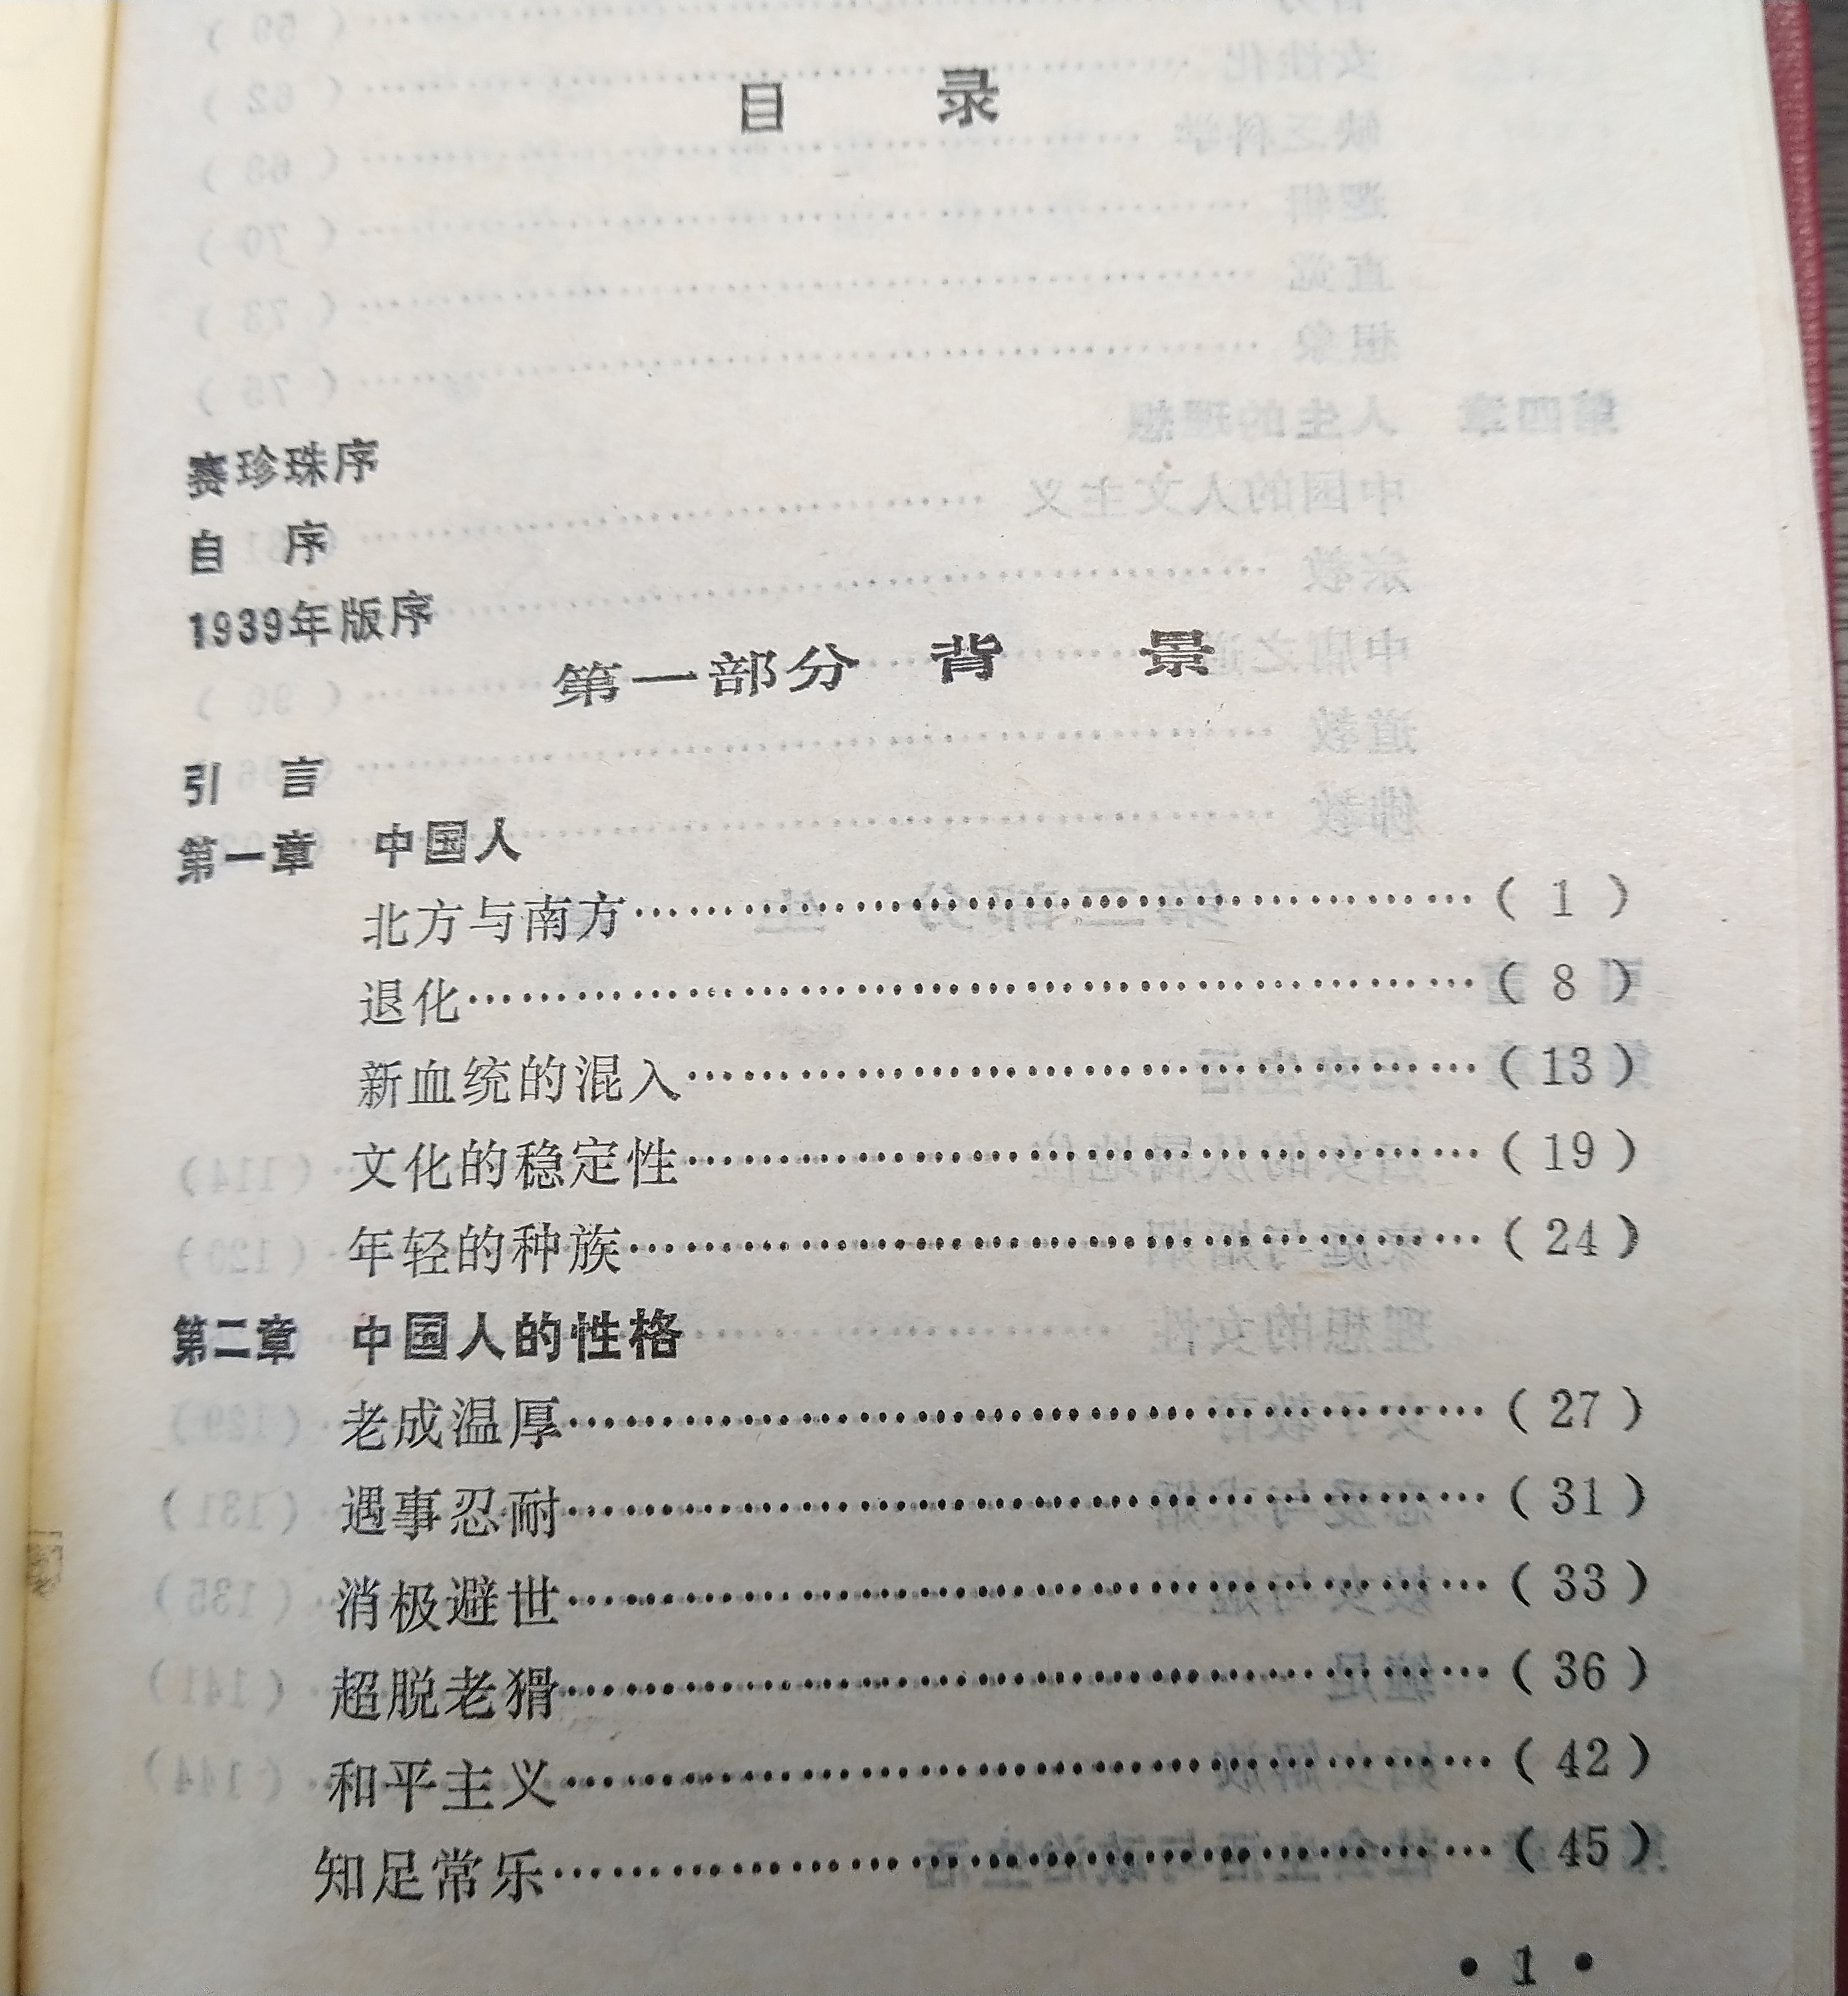 目 录
赛珍珠序
自 序
1939年版序
第一部分 背 景
引 言
第一章 中国人
北方与南方……………………………………(1)
退化……………………………………………(8)
新血统的混入…………………………………(13)
文化的稳定性…………………………………(19)
年轻的种族……………………………………(24)
第二章 中国人的性格
老成温厚………………………………………(27)
遇事忍耐………………………………………(31)
消极避世………………………………………(33)
超脱老猾………………………………………(36)
和平主义………………………………………(42)
知足常乐………………………………………(45)
• 1 •